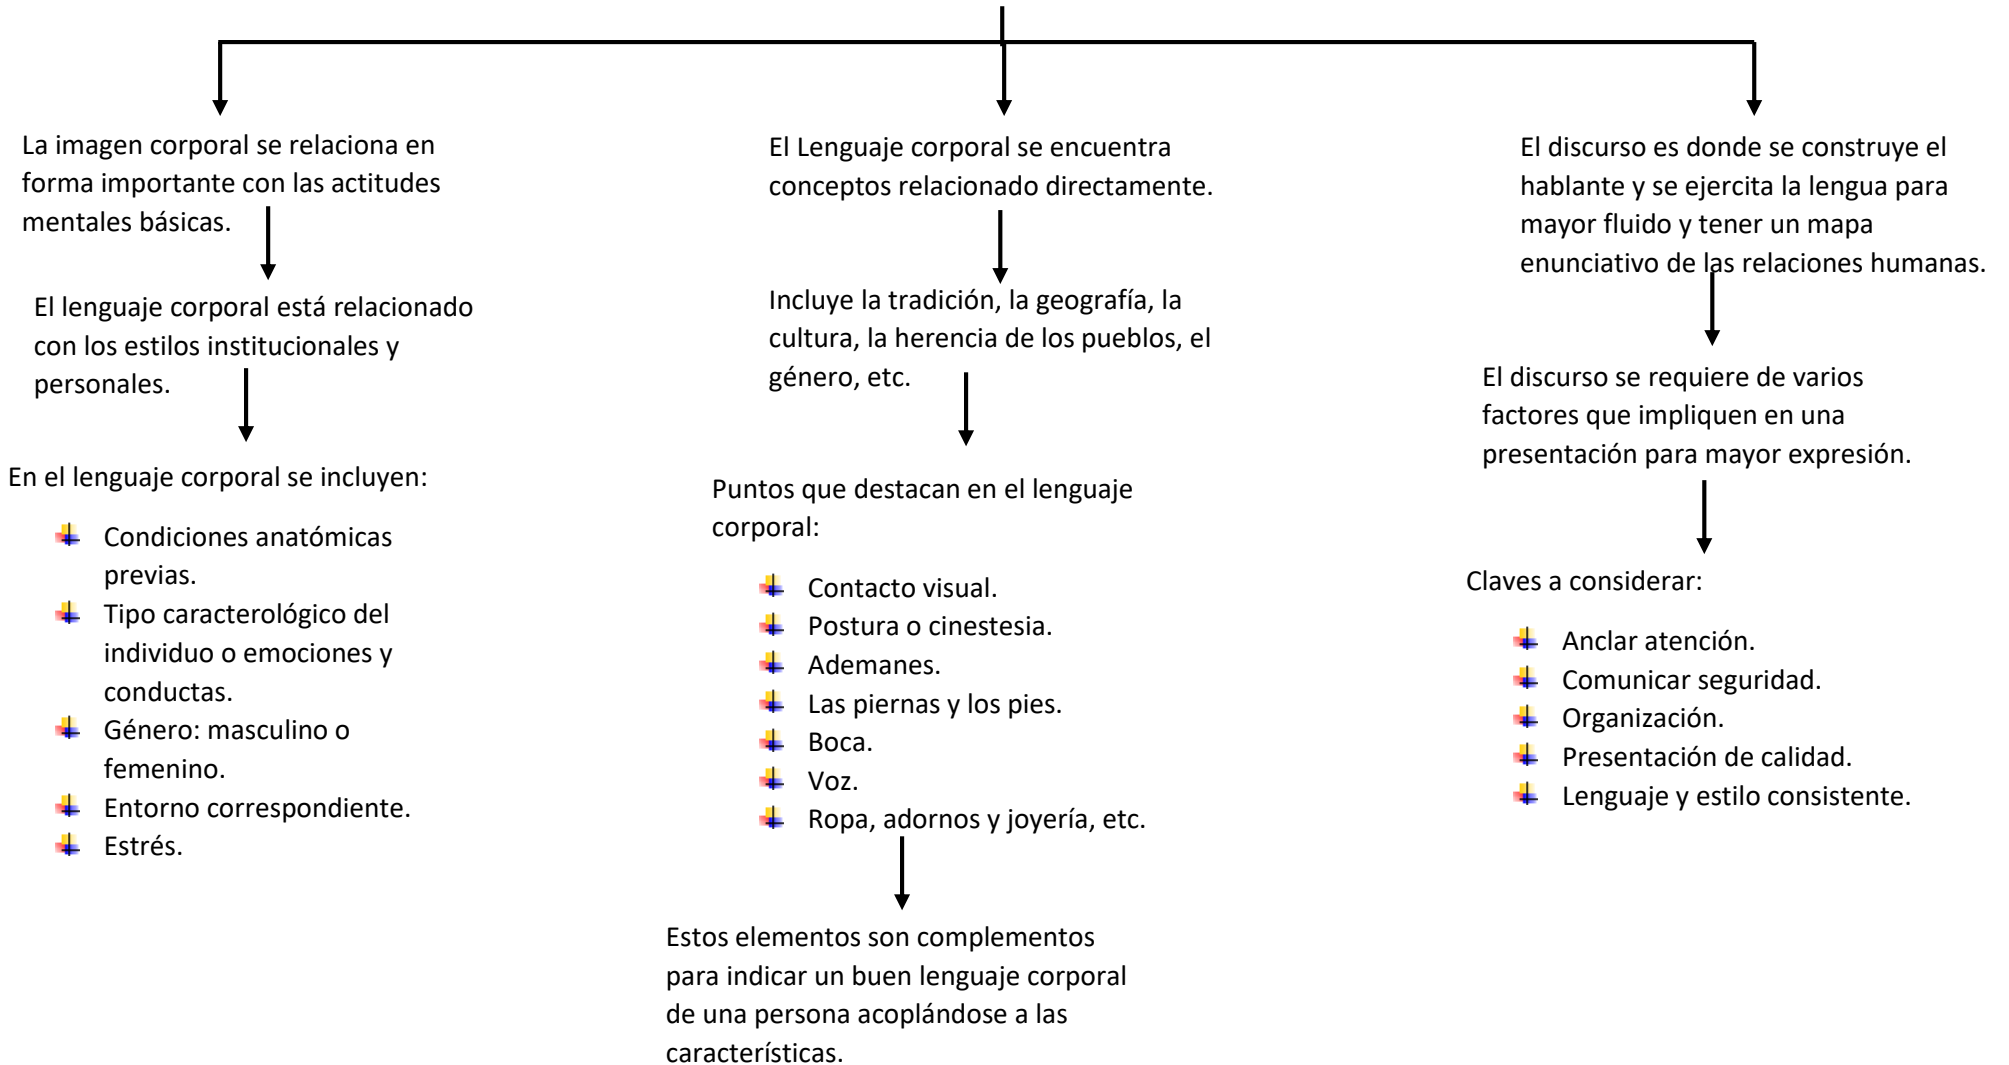 La imagen corporal se relaciona en
forma importante con las actitudes
mentales básicas.
El lenguaje corporal está relacionado
con los estilos institucionales y
personales.
En el lenguaje corporal se incluyen:
Condiciones anatómicas
previas.
Tipo caracterológico del
individuo o emociones y
conductas.
Género: masculino o
femenino.
Entorno correspondiente.
Estrés.
El Lenguaje corporal se encuentra
conceptos relacionado directamente.
Incluye la tradición, la geografía, la
cultura, la herencia de los pueblos, el
género, etc.
Puntos que destacan en el lenguaje
corporal:
Contacto visual.
Postura o cinestesia.
Ademanes.
Las piernas y los pies.
Boca.
Voz.
Ropa, adornos y joyería, etc.
Estos elementos son complementos
para indicar un buen lenguaje corporal
de una persona acoplándose a las
características.
El discurso es donde se construye el
hablante y se ejercita la lengua para
mayor fluido y tener un mapa
enunciativo de las relaciones humanas.
El discurso se requiere de varios
factores que impliquen en una
presentación para mayor expresión.
Claves a considerar:
Anclar atención.
Comunicar seguridad.
Organización.
Presentación de calidad.
Lenguaje y estilo consistente.